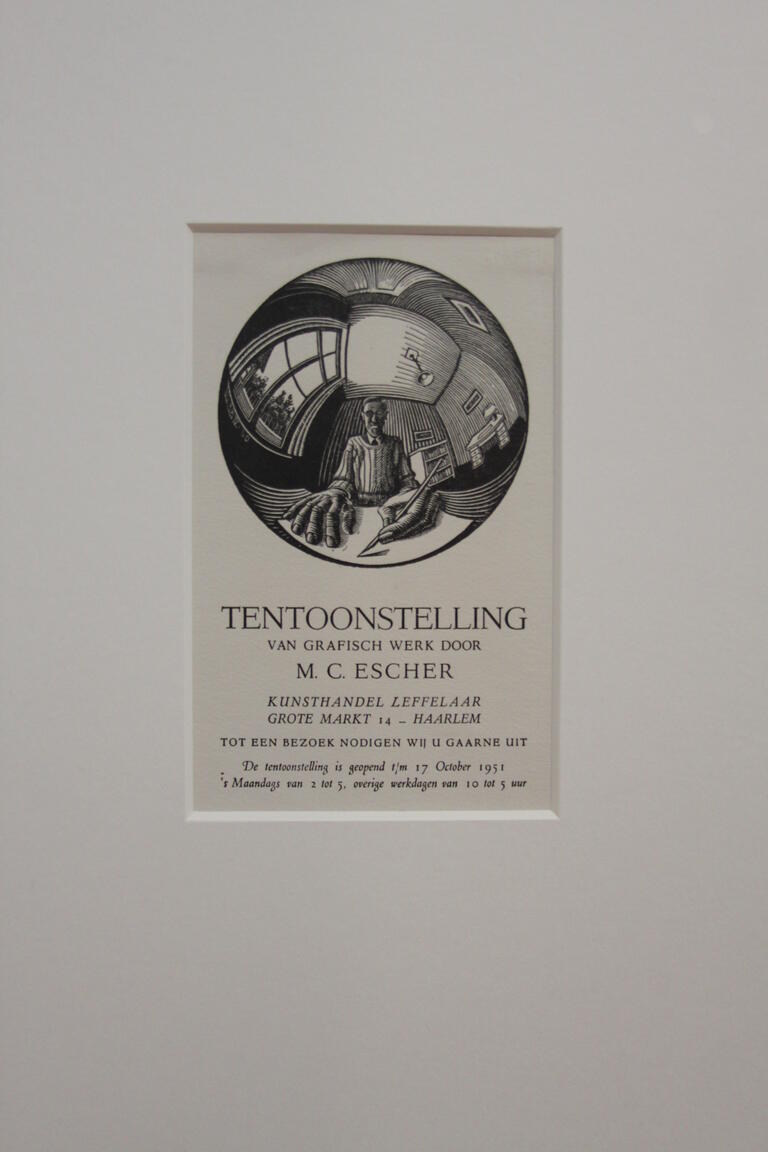 TENTOONSTELLING
VAN GRAFISCH WERK DOOR
M. C. ESCHER
KUNSTHANDEL LEFFELAAR
GROTE MARKT 14 – HAARLEM
TOT EEN BEZOEK NODIGEN WIJ U GAARNE UIT
De tentoonstelling is geopend t/m 17 October 1951
's Maandags van 2 tot 5, overige werkdagen van 10 tot 5 uur